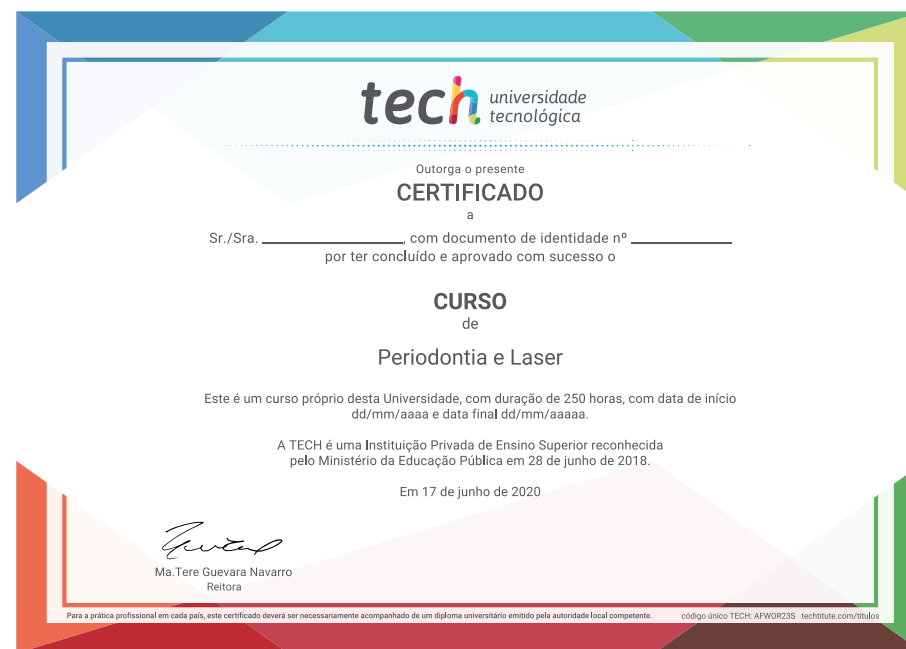 tech universidade
tecnológica
Outorga o presente
CERTIFICADO
a
Sr./Sra. ________________, com documento de identidade nº ____________
por ter concluído e aprovado com sucesso o
CURSO
de
Periodontia e Laser
Este é um curso próprio desta Universidade, com duração de 250 horas, com data de início
dd/mm/aaaa e data final dd/mm/aaaaa.
A TECH é uma Instituição Privada de Ensino Superior reconhecida
pelo Ministério da Educação Pública em 28 de junho de 2018.
Em 17 de junho de 2020
Ma.Tere Guevara Navarro
Reitora
Para a prática profissional em cada país, este certificado deverá ser necessariamente acompanhado de um diploma universitário emitido pela autoridade local competente. código único TECH: AFWOR23S techtitute.com/títulos